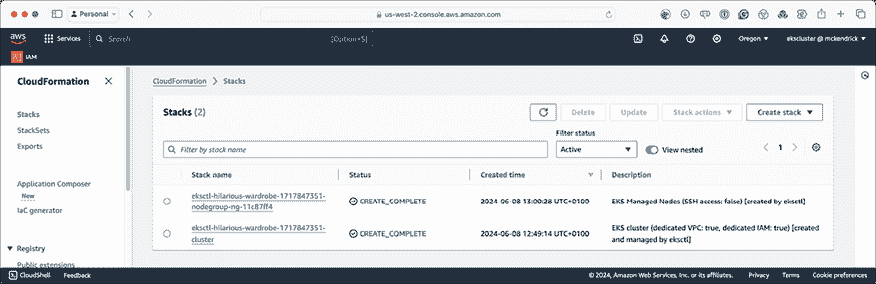 Personal
us-west-2.console.aws.amazon.com
aws
Services
Search
[Option+S]
Oregon
ekscluster @ mckendrick
IAM
CloudFormation
Stacks
StackSets
Exports
Application Composer
New
IaC generator
Registry
Public extensions
CloudFormation > Stacks
Stacks (2)
Delete
Update
Stack actions
Create stack
Filter by stack name
Filter status
Active
View nested
1
Stack name Status Created time Description
eksctl-hilarious-wardrobe-1717847351-
nodegroup-ng-11c87ff4
CREATE_COMPLETE
2024-06-08 13:00:28 UTC+0100
EKS Managed Nodes (SSH access: false) [created by eksctl]
eksctl-hilarious-wardrobe-1717847351-
cluster
CREATE_COMPLETE
2024-06-08 12:49:14 UTC+0100
EKS cluster (dedicated VPC: true, dedicated IAM: true) [created
and managed by eksctl]
CloudShell
Feedback
© 2024, Amazon Web Services, Inc. or its affiliates.
Privacy
Terms
Cookie preferences